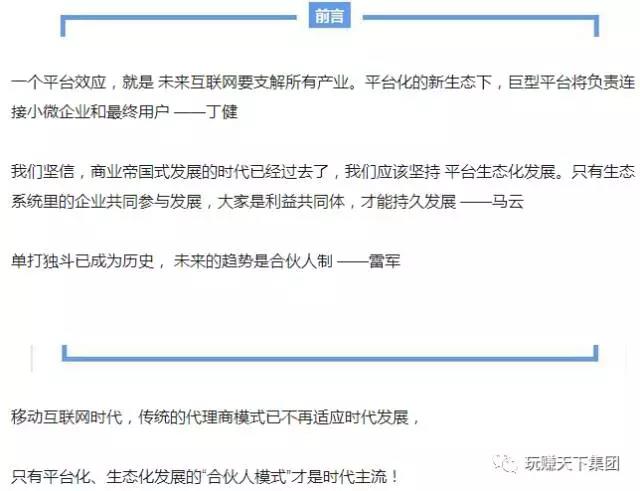 前言
一个平台效应，就是 未来互联网要支解所有产业。平台化的新生态下，巨型平台将负责连
接小微企业和最终用户 ——丁健
我们坚信，商业帝国式发展的时代已经过去了，我们应该坚持 平台生态化发展。只有生态
系统里的企业共同参与发展，大家是利益共同体，才能持久发展 ——马云
单打独斗已成为历史， 未来的趋势是合伙人制 ——雷军
移动互联网时代，传统的代理商模式已不再适应时代发展，
只有平台化、生态化发展的“合伙人模式”才是时代主流！
玩赚天下集团